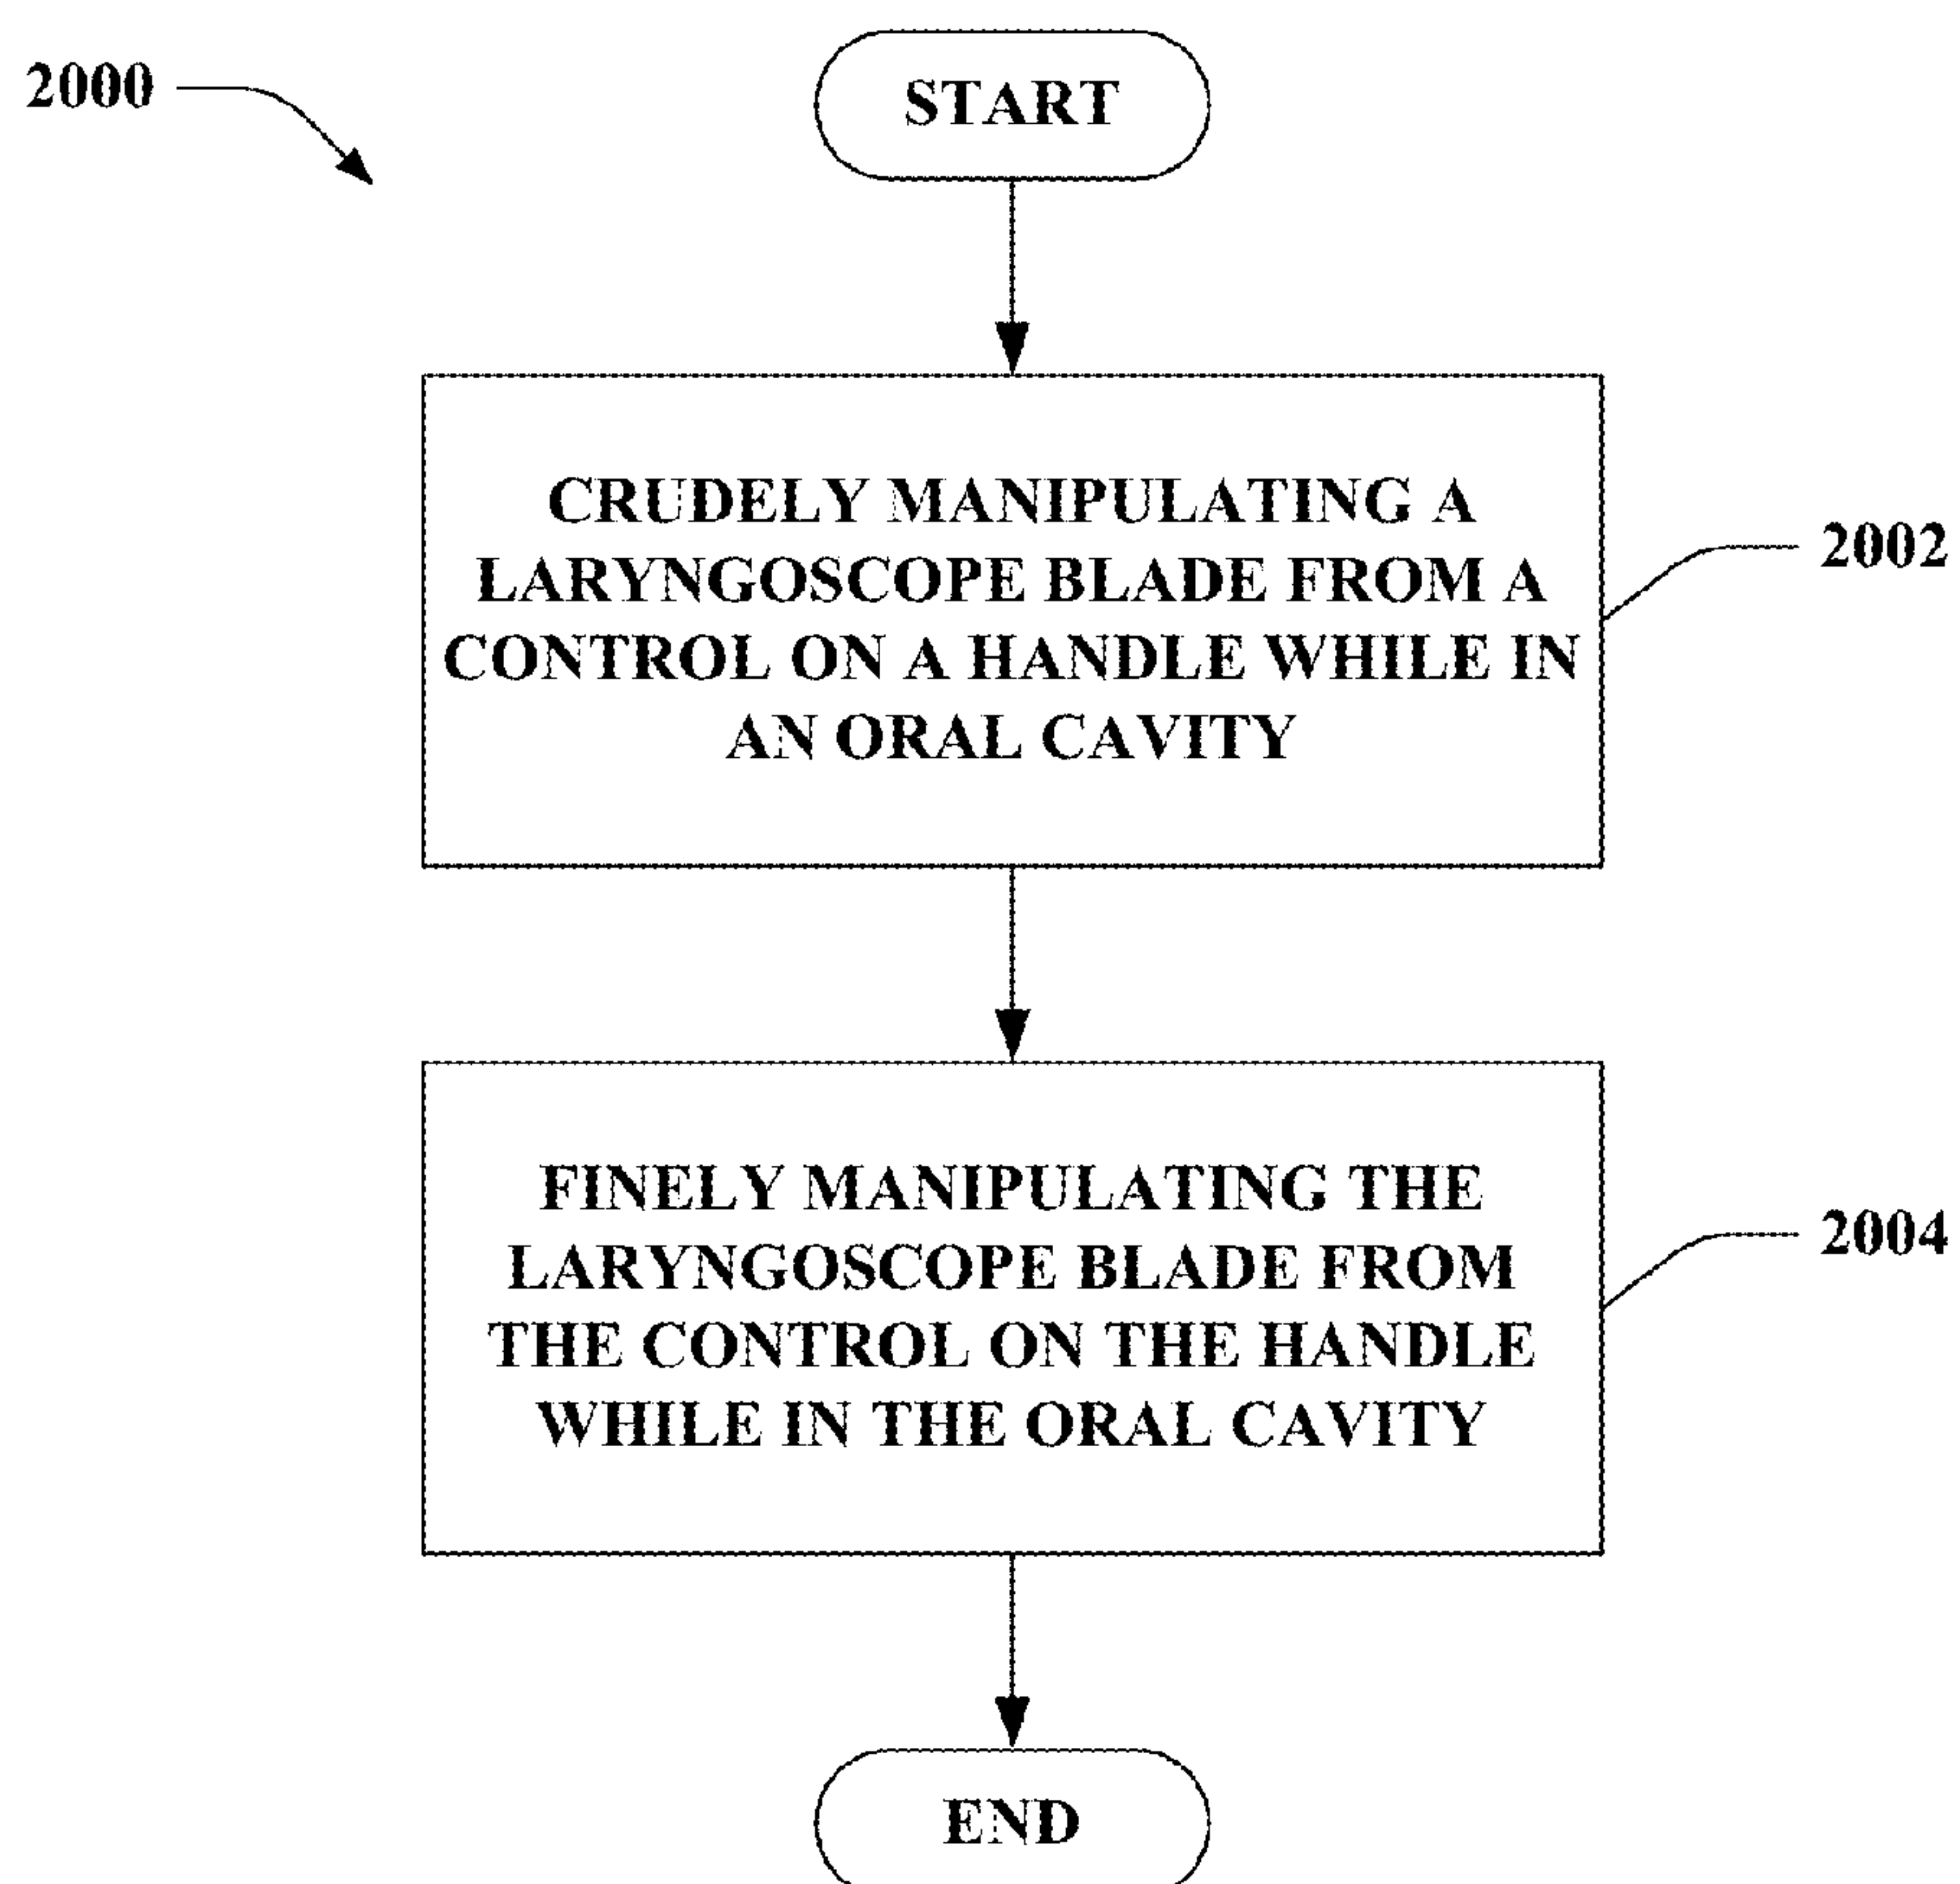 2000
START
CRUDELY MANIPULATING A
LARYNGOSCOPE BLADE FROM A
CONTROL ON A HANDLE WHILE IN
AN ORAL CAVITY
2002
FINELY MANIPULATING THE
LARYNGOSCOPE BLADE FROM
THE CONTROL ON THE HANDLE
WHILE IN THE ORAL CAVITY
2004
END